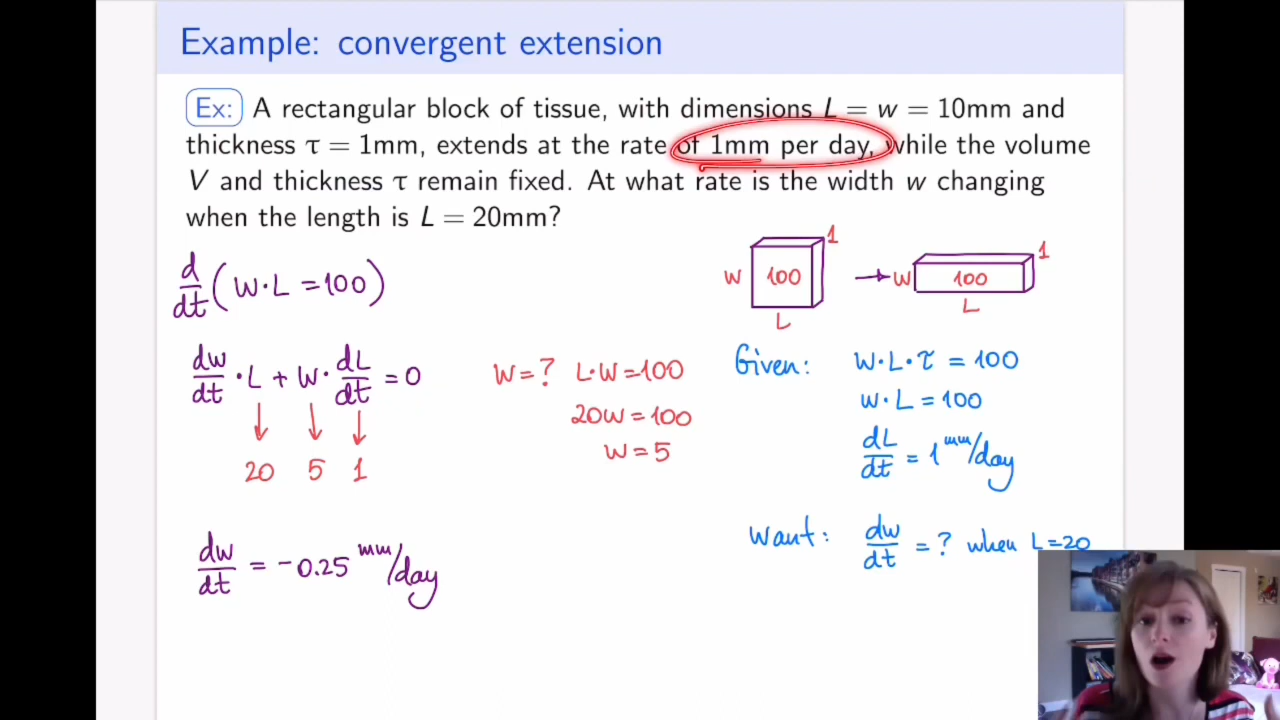 Example: convergent extension
Ex: A rectangular block of tissue, with dimensions L = w = 10mm and
thickness τ = 1mm, extends at the rate of 1mm per day, while the volume
V and thickness τ remain fixed. At what rate is the width w changing
when the length is L = 20mm?
d/dt (W·L = 100)
dw/dt · L + W · dL/dt = 0
20 5 1
dw/dt = -0.25 mm/day
W = ? L·W = 100
20W = 100
W = 5
1
W 100
L
1
W 100
L
Given: W·L·τ = 100
W·L = 100
dL/dt = 1 mm/day
Want: dw/dt = ? when L=20